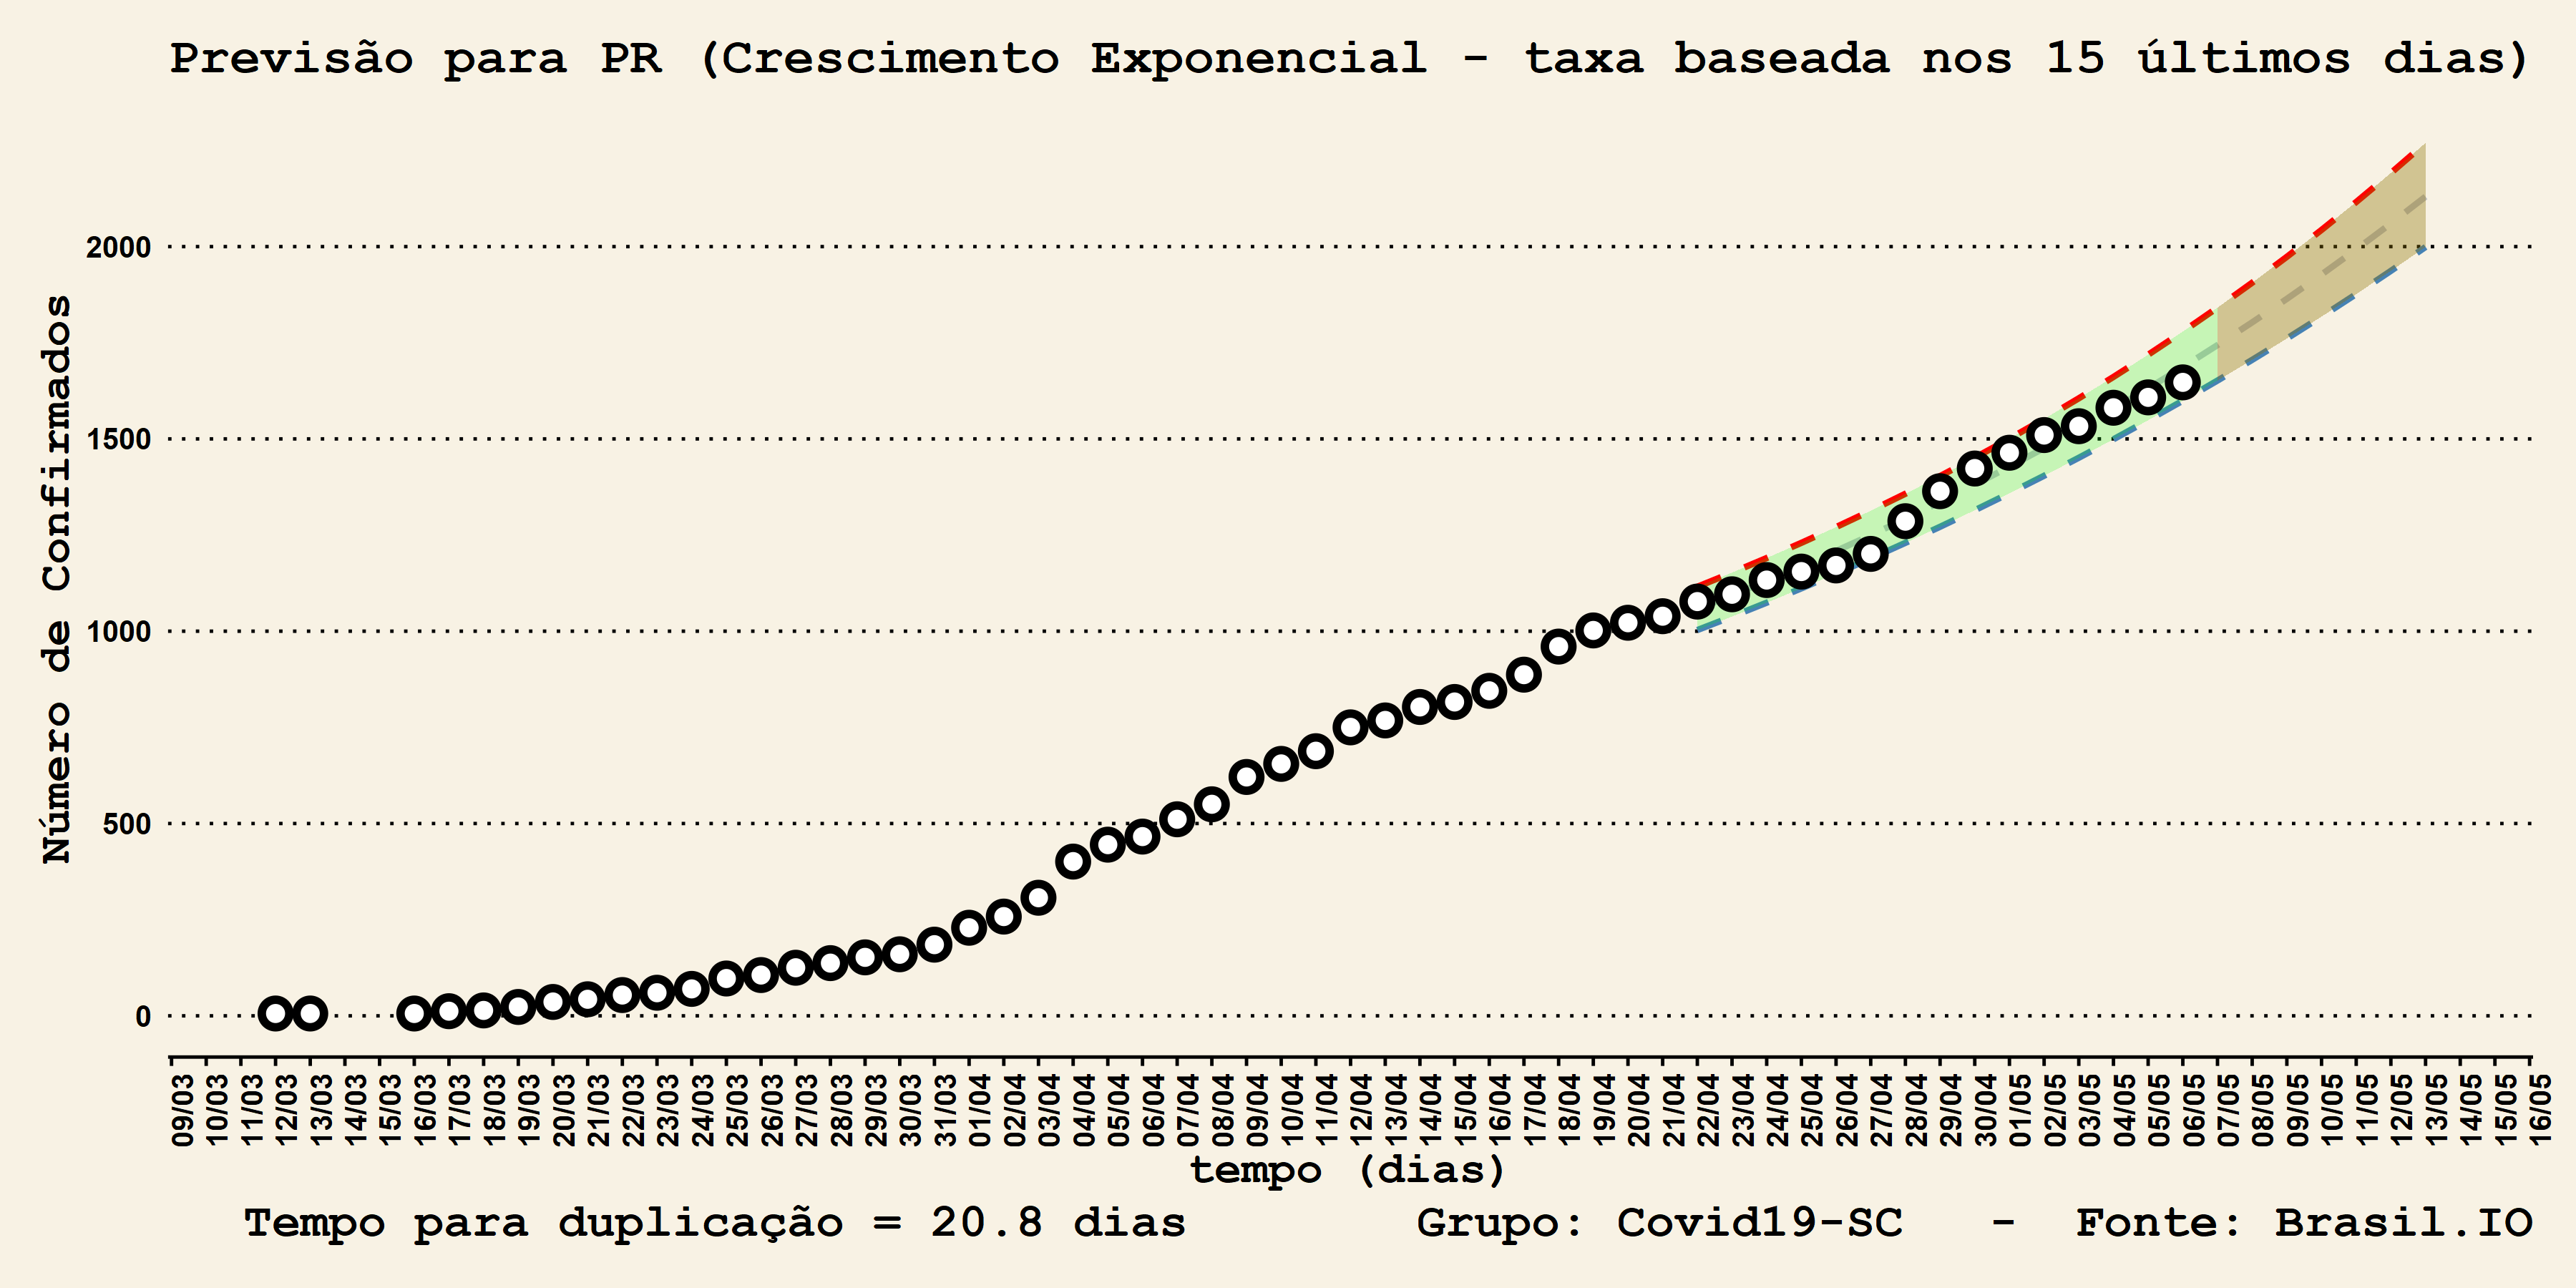 Previsão para PR (Crescimento Exponencial - taxa baseada nos 15 últimos dias)
Número de Confirmados
2000
1500
1000
500
0
09/03 10/03 11/03 12/03 13/03 14/03 15/03 16/03 17/03 18/03 19/03 20/03 21/03 22/03 23/03 24/03 25/03 26/03 27/03 28/03 29/03 30/03 31/03 01/04 02/04 03/04 04/04 05/04 06/04 07/04 08/04 09/04 10/04 11/04 12/04 13/04 14/04 15/04 16/04 17/04 18/04 19/04 20/04 21/04 22/04 23/04 24/04 25/04 26/04 27/04 28/04 29/04 30/04 01/05 02/05 03/05 04/05 05/05 06/05 07/05 08/05 09/05 10/05 11/05 12/05 13/05 14/05 15/05 16/05
tempo (dias)
Tempo para duplicação = 20.8 dias Grupo: Covid19-SC - Fonte: Brasil.IO